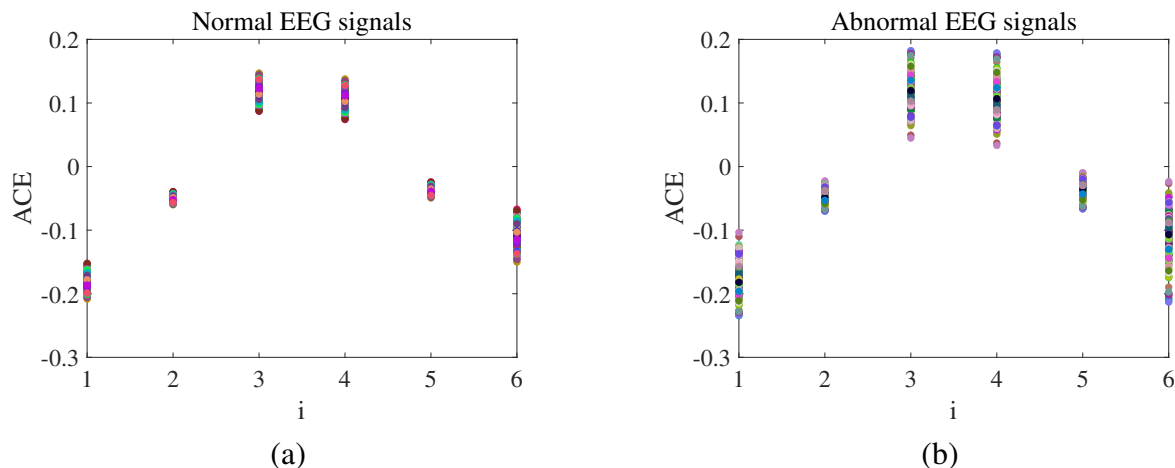 Normal EEG signals
0.2
0.1
0
-0.1
-0.2
-0.3
ACE
1 2 3 4 5 6
i
(a)
Abnormal EEG signals
0.2
0.1
0
-0.1
-0.2
-0.3
ACE
1 2 3 4 5 6
i
(b)